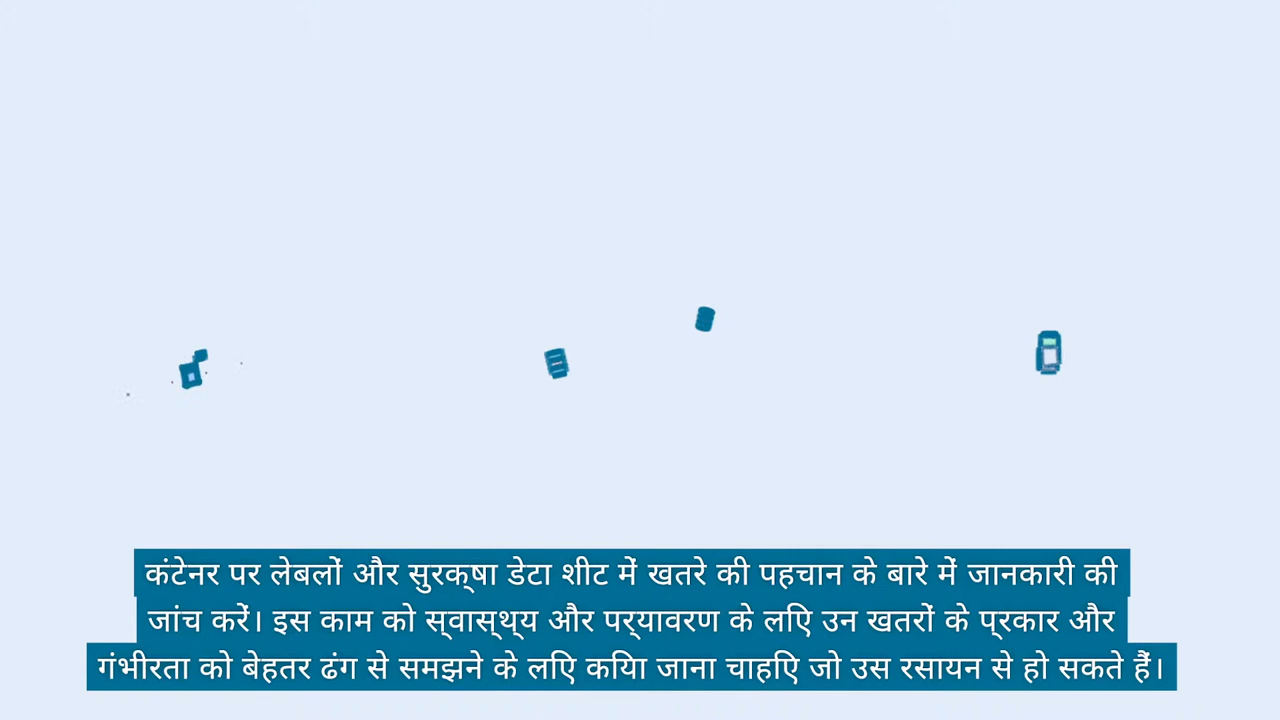 कंटेनर पर लेबलों और सुरक्षा डेटा शीट में खतरे की पहचान के बारे में जानकारी की
जांच करें। इस काम को स्वास्थ्य और पर्यावरण के लिए उन खतरों के प्रकार और
गंभीरता को बेहतर ढंग से समझने के लिए किया जाना चाहिए जो उस रसायन से हो सकते हैं।